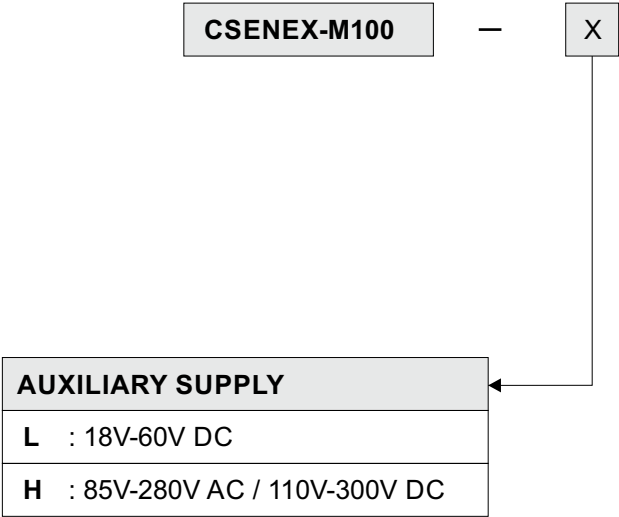 CSENEX-M100 – X
AUXILIARY SUPPLY
L : 18V-60V DC
H : 85V-280V AC / 110V-300V DC